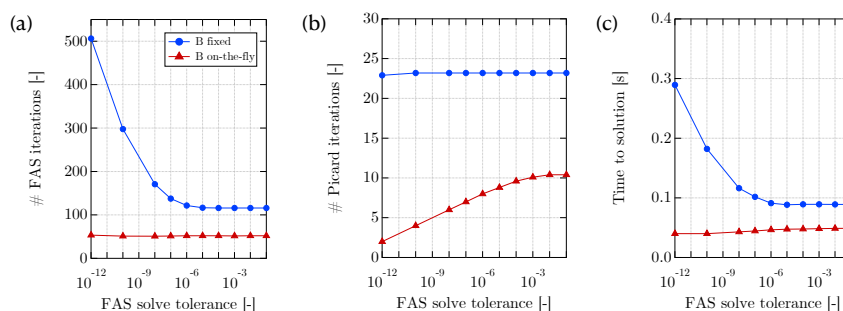 (a)
500
400
300
200
100
0
# FAS iterations [-]
B fixed
B on-the-fly
10-12
10-9
10-6
10-3
FAS solve tolerance [-]
(b)
30
25
20
15
10
5
0
# Picard iterations [-]
10-12
10-9
10-6
10-3
FAS solve tolerance [-]
(c)
0.4
0.3
0.2
0.1
0.0
Time to solution [s]
10-12
10-9
10-6
10-3
FAS solve tolerance [-]